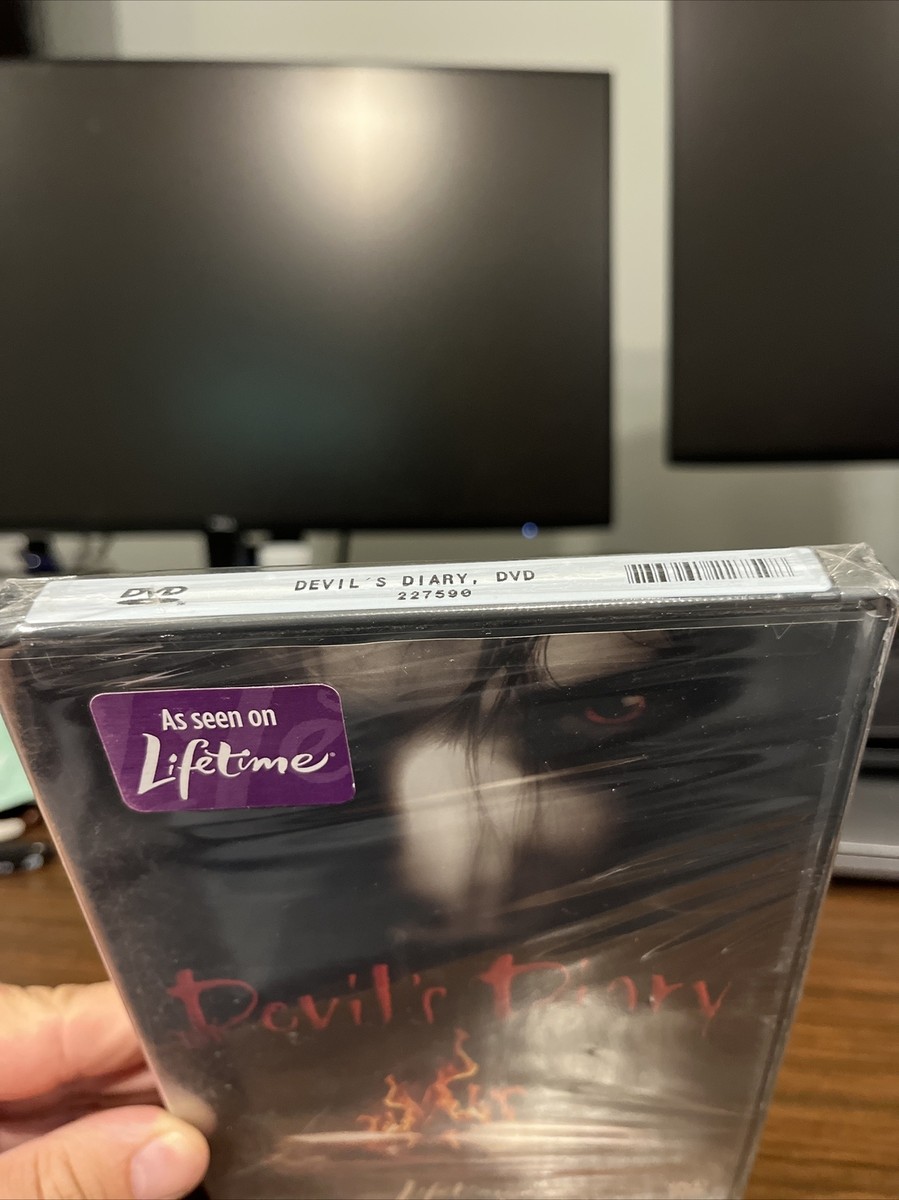 DVD
DEVIL´S DIARY, DVD
227590
As seen on
Lifetime
Devil's Diary